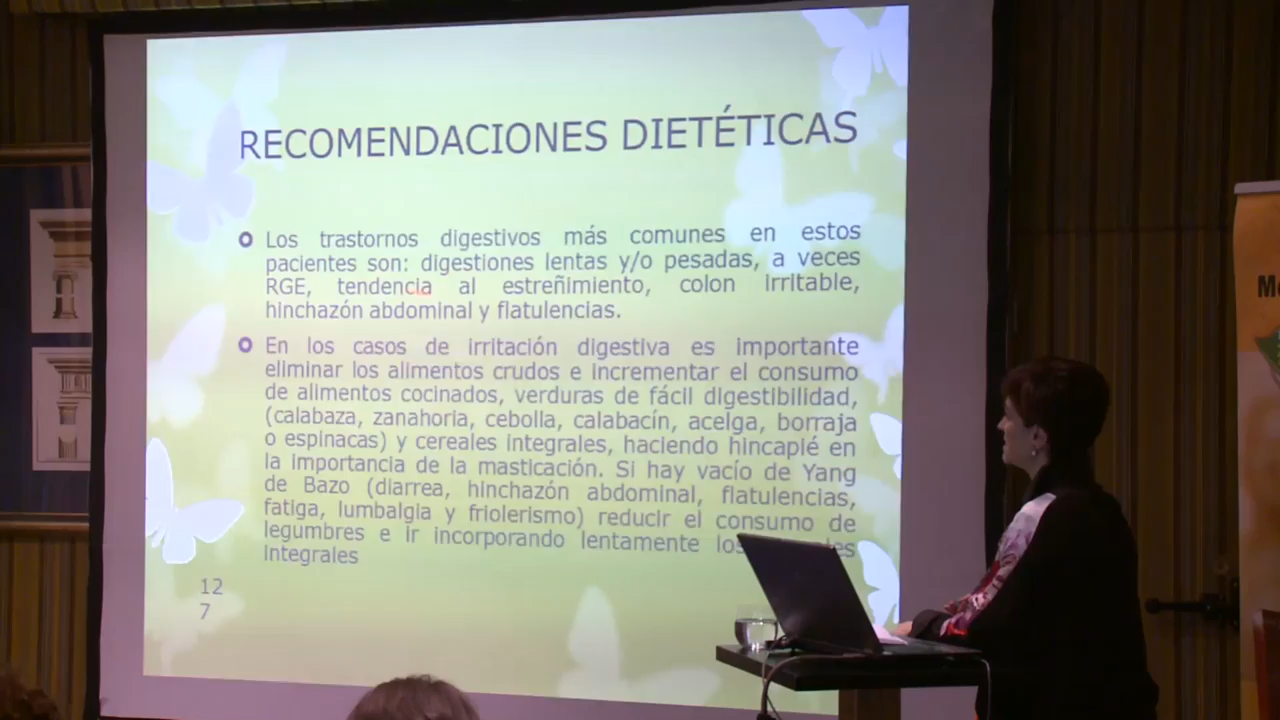 RECOMENDACIONES DIETÉTICAS
Los trastornos digestivos más comunes en estos
pacientes son: digestiones lentas y/o pesadas, a veces
RGE, tendencia al estreñimiento, colon irritable,
hinchazón abdominal y flatulencias.
En los casos de irritación digestiva es importante
eliminar los alimentos crudos e incrementar el consumo
de alimentos cocinados, verduras de fácil digestibilidad,
(calabaza, zanahoria, cebolla, calabacín, acelga, borraja
o espinacas) y cereales integrales, haciendo hincapié en
la importancia de la masticación. Si hay vacío de Yang
de Bazo (diarrea, hinchazón abdominal, flatulencias,
fatiga, lumbalgia y friolerismo) reducir el consumo de
legumbres e ir incorporando lentamente
integrales
12
7